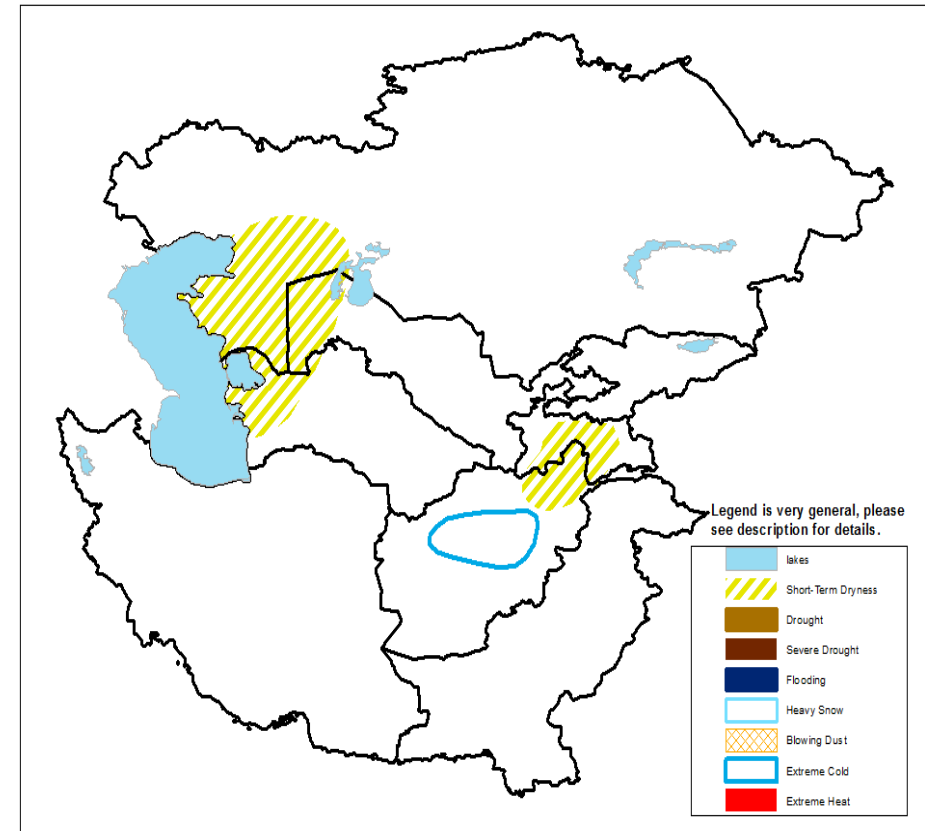 Legend is very general, please
see description for details.
lakes
Short-Term Dryness
Drought
Severe Drought
Flooding
Heavy Snow
Blowing Dust
Extreme Cold
Extreme Heat